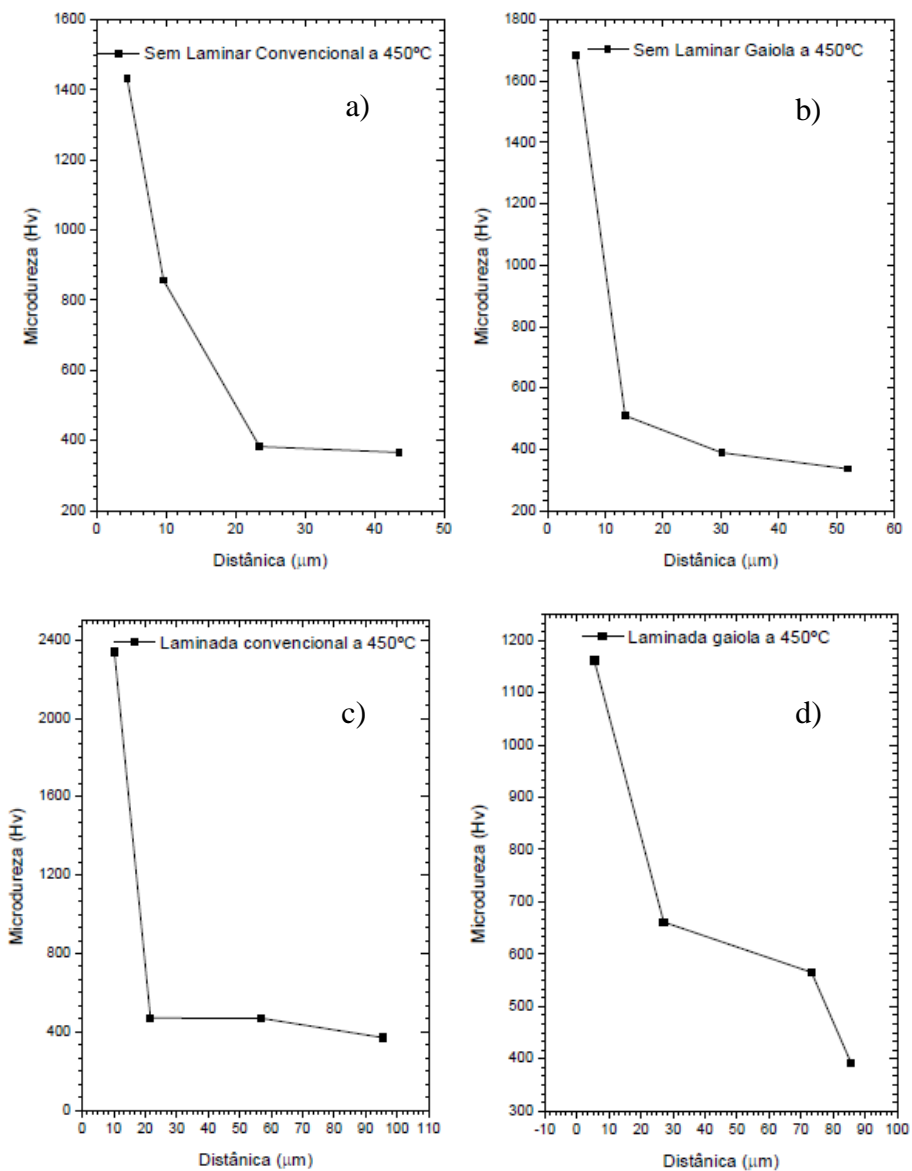 Sem Laminar Convencional a 450ºC
a)
1600
1400
1200
1000
800
600
400
200
0 10 20 30 40 50
Microdureza (Hv)
Distânica (μm)
Sem Laminar Gaiola a 450ºC
b)
1800
1600
1400
1200
1000
800
600
400
200
0 10 20 30 40 50 60
Microdureza (Hv)
Distânica (μm)
Laminada convencional a 450ºC
c)
2400
2000
1600
1200
800
400
0
0 10 20 30 40 50 60 70 80 90 100 110
Microdureza (Hv)
Distânica (μm)
Laminada gaiola a 450ºC
d)
1200
1100
1000
900
800
700
600
500
400
300
-10 0 10 20 30 40 50 60 70 80 90 100
Microdureza (Hv)
Distânica (μm)